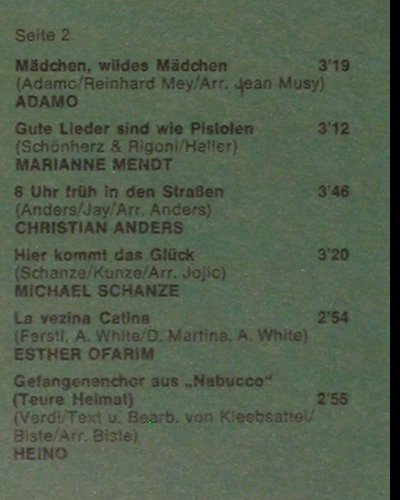 Seite 2
Mädchen, wildes Mädchen 3'19
(Adamo/Reinhard Mey/Arr. Jean Musy)
ADAMO
Gute Lieder sind wie Pistolen 3'12
(Schönherz & Rigoni/Heller)
MARIANNE MENDT
6 Uhr früh in den Straßen 3'46
(Anders/Jay/Arr. Anders)
CHRISTIAN ANDERS
Hier kommt das Glück 3'20
(Schanze/Kunze/Arr. Jojic)
MICHAEL SCHANZE
La vezina Catina 2'54
(Ferstl, A. White/D. Martina, A. White)
ESTHER OFARIM
Gefangenenchor aus „Nabucco“
(Teure Heimat) 2'55
(Verdi/Text u. Bearb. von Kleebsattel/
Biste/Arr. Biste)
HEINO